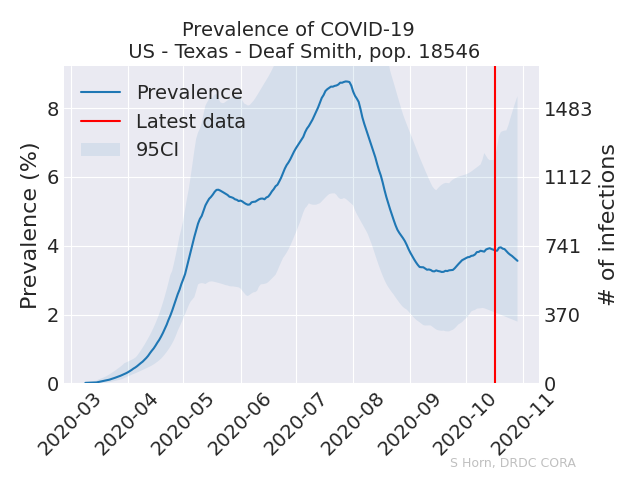 Prevalence of COVID-19
US - Texas - Deaf Smith, pop. 18546
Prevalence
Latest data
95CI
Prevalence (%)
8
6
4
2
0
1483
1112
741
370
0
# of infections
2020-03
2020-04
2020-05
2020-06
2020-07
2020-08
2020-09
2020-10
2020-11
S Horn, DRDC CORA